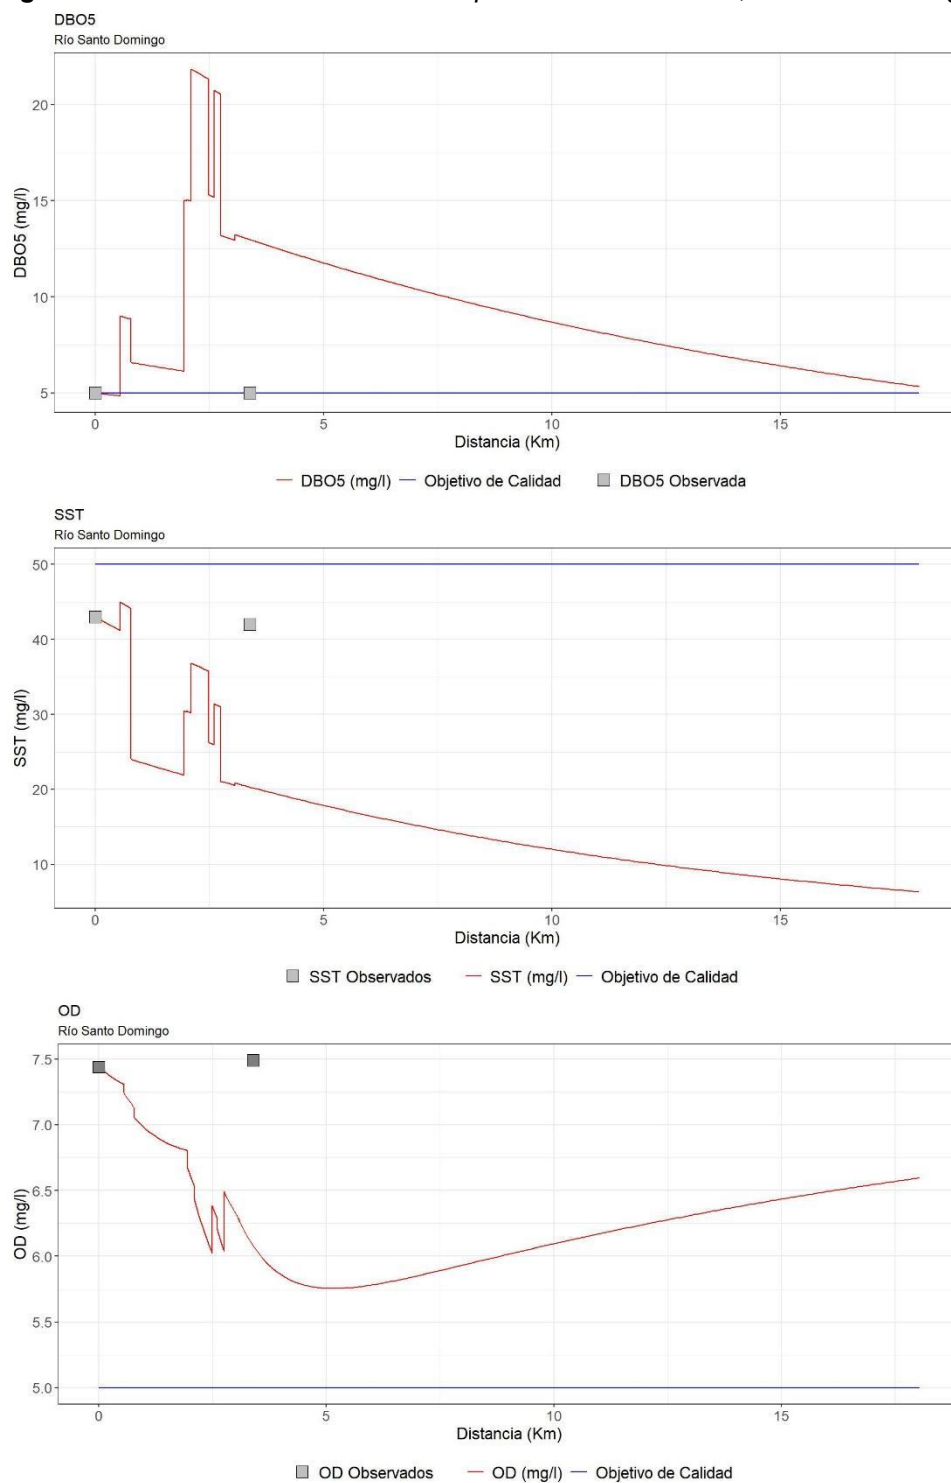 DBO5
Río Santo Domingo
20
15
10
5
DBO5 (mg/l)
0 5 10 15
Distancia (Km)
DBO5 (mg/l) Objetivo de Calidad DBO5 Observada
SST
Río Santo Domingo
50
40
30
20
10
SST (mg/l)
0 5 10 15
Distancia (Km)
SST Observados SST (mg/l) Objetivo de Calidad
OD
Río Santo Domingo
7.5
7.0
6.5
6.0
5.5
5.0
OD (mg/l)
0 5 10 15
Distancia (Km)
OD Observados OD (mg/l) Objetivo de Calidad